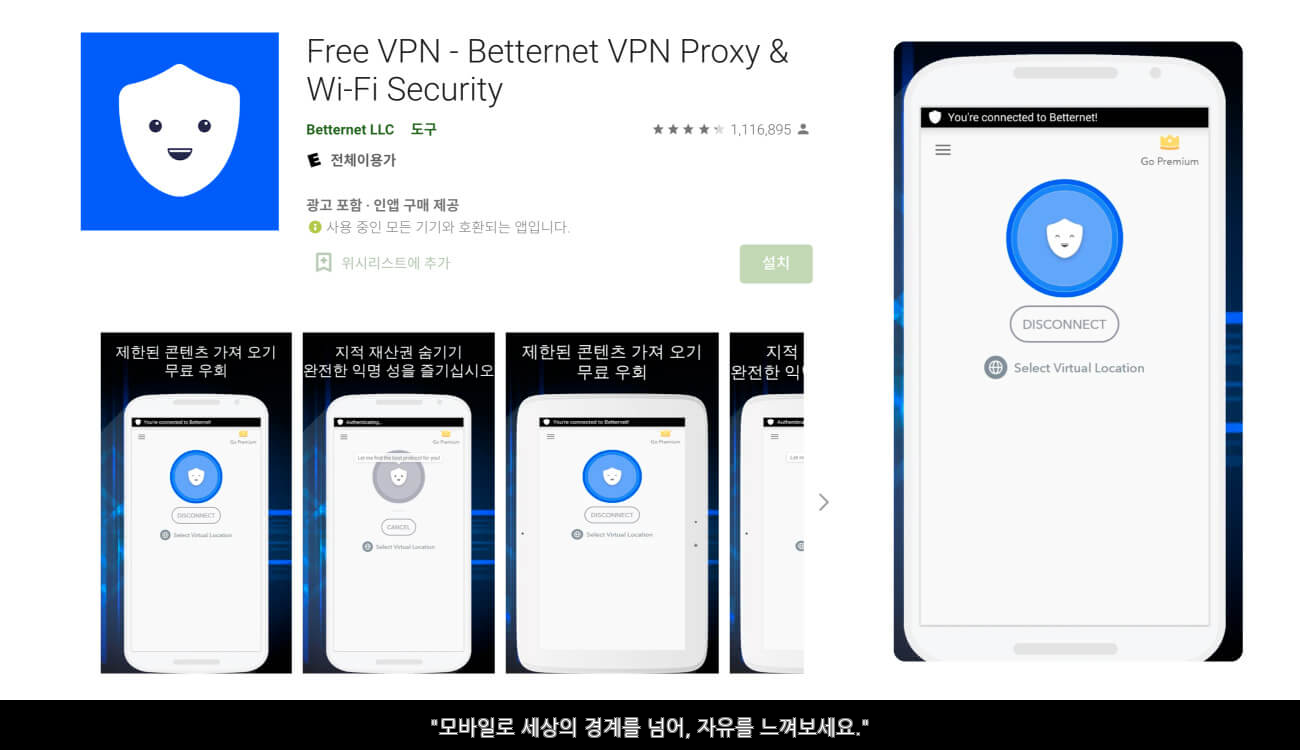 Free VPN - Betternet VPN Proxy &
Wi-Fi Security
Betternet LLC 도구
1,116,895
전체이용가
광고 포함 · 인앱 구매 제공
사용 중인 모든 기기와 호환되는 앱입니다.
위시리스트에 추가
설치
제한된 콘텐츠 가져 오기
무료 우회
You're connected to Betternet!
Go Premium
DISCONNECT
Select Virtual Location
지적 재산권 숨기기
완전한 익명 성을 즐기십시오
Authenticating...
Go Premium
Let me find the best protocol for you!
CANCEL
Select Virtual Location
제한된 콘텐츠 가져 오기
무료 우회
You're connected to Betternet!
Go Premium
DISCONNECT
Select Virtual Location
지적
완전한 익
Let me
You're connected to Betternet!
Go Premium
DISCONNECT
Select Virtual Location
"모바일로 세상의 경계를 넘어, 자유를 느껴보세요."